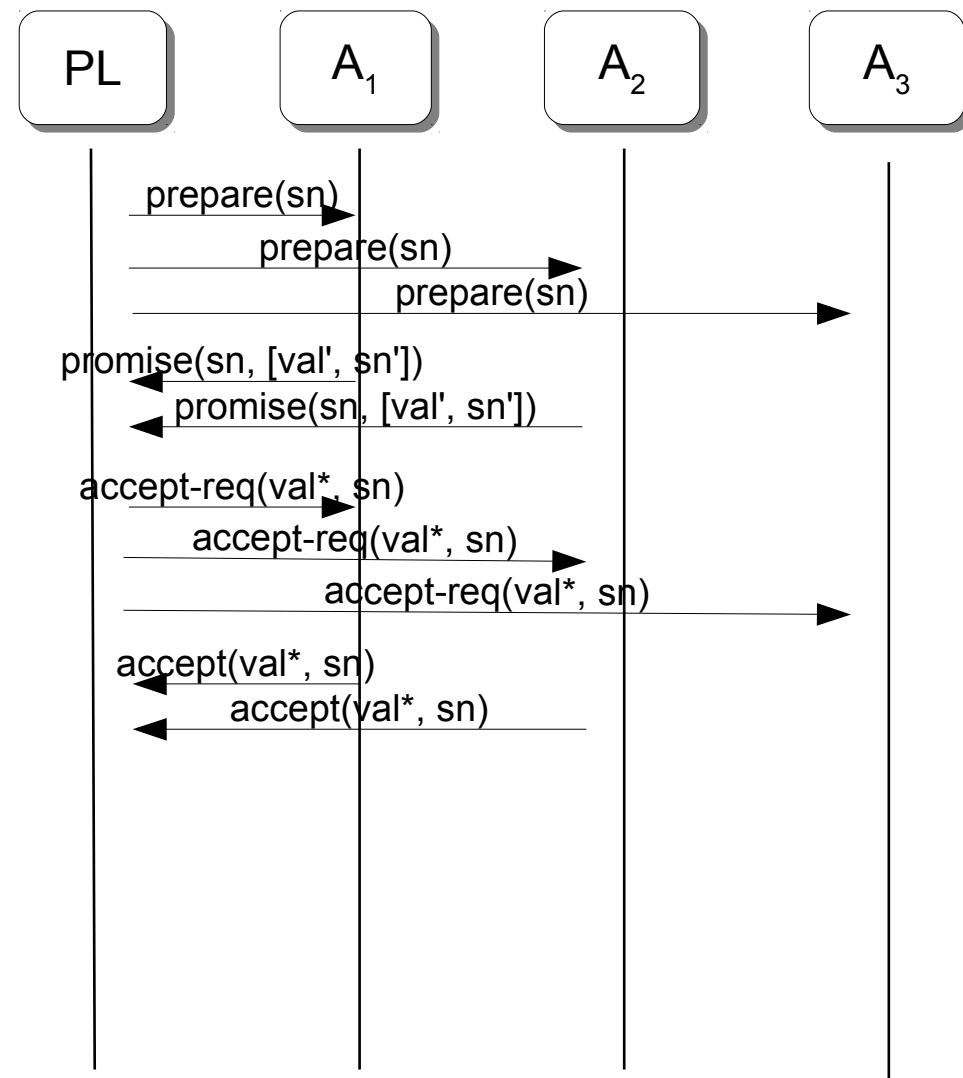 PL
A1
A2
A3
prepare(sn)
prepare(sn)
prepare(sn)
promise(sn, [val', sn'])
promise(sn, [val', sn'])
accept-req(val*, sn)
accept-req(val*, sn)
accept-req(val*, sn)
accept(val*, sn)
accept(val*, sn)